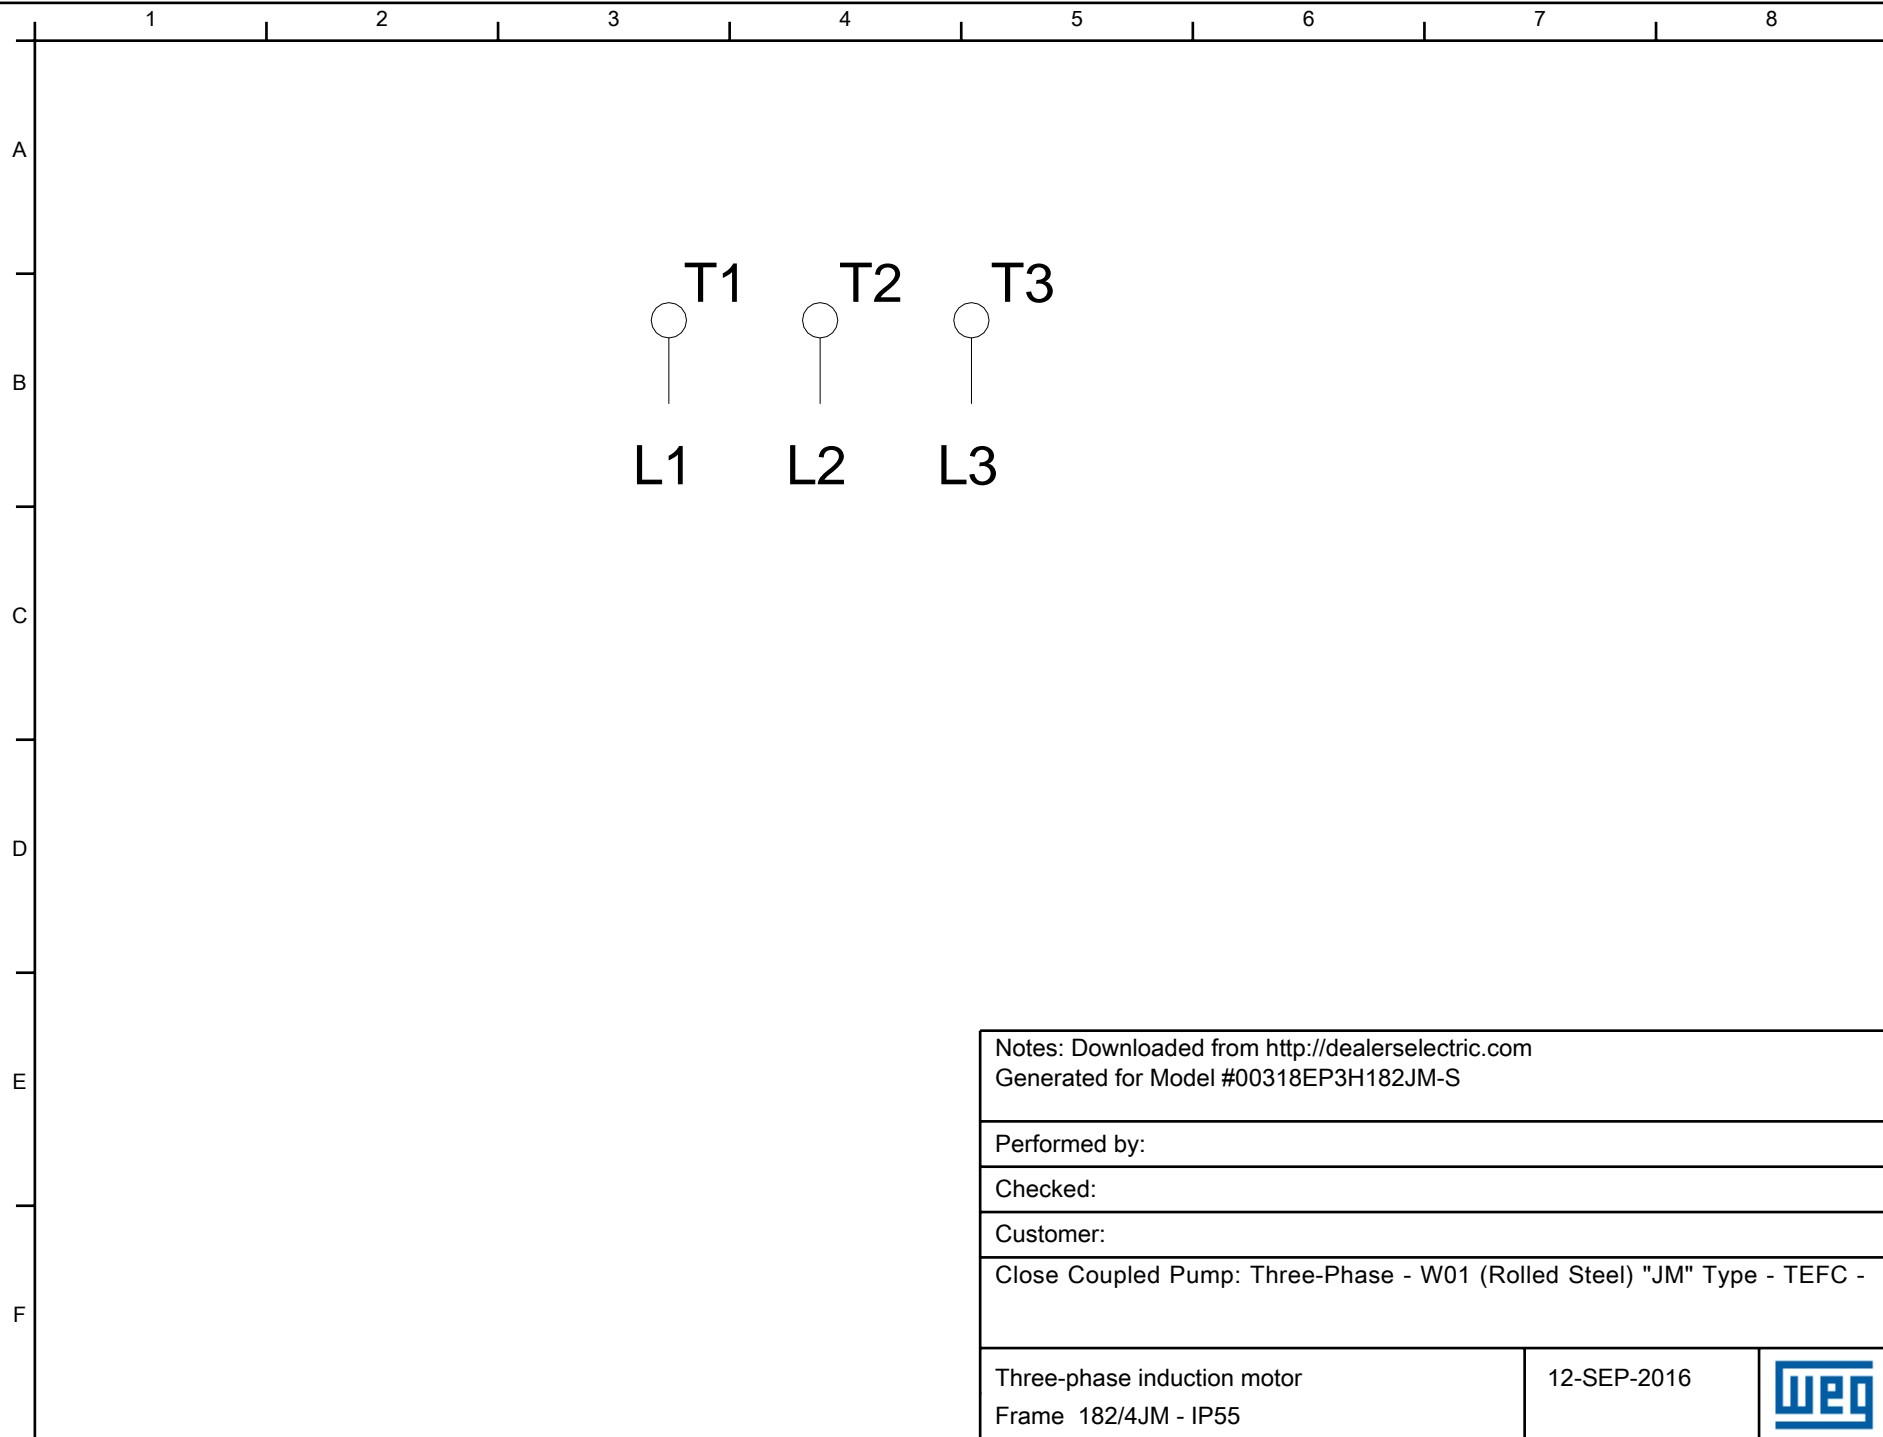 1 2 3 4 5 6 7 8
A
T1 T2 T3
B
L1 L2 L3
C
D
Notes: Downloaded from http://dealerselectric.com
E
Generated for Model #00318EP3H182JM-S
Performed by:
Checked:
Customer:
Close Coupled Pump: Three-Phase - W01 (Rolled Steel) "JM" Type - TEFC -
F
Three-phase induction motor 12-SEP-2016
Frame 182/4JM - IP55
weg